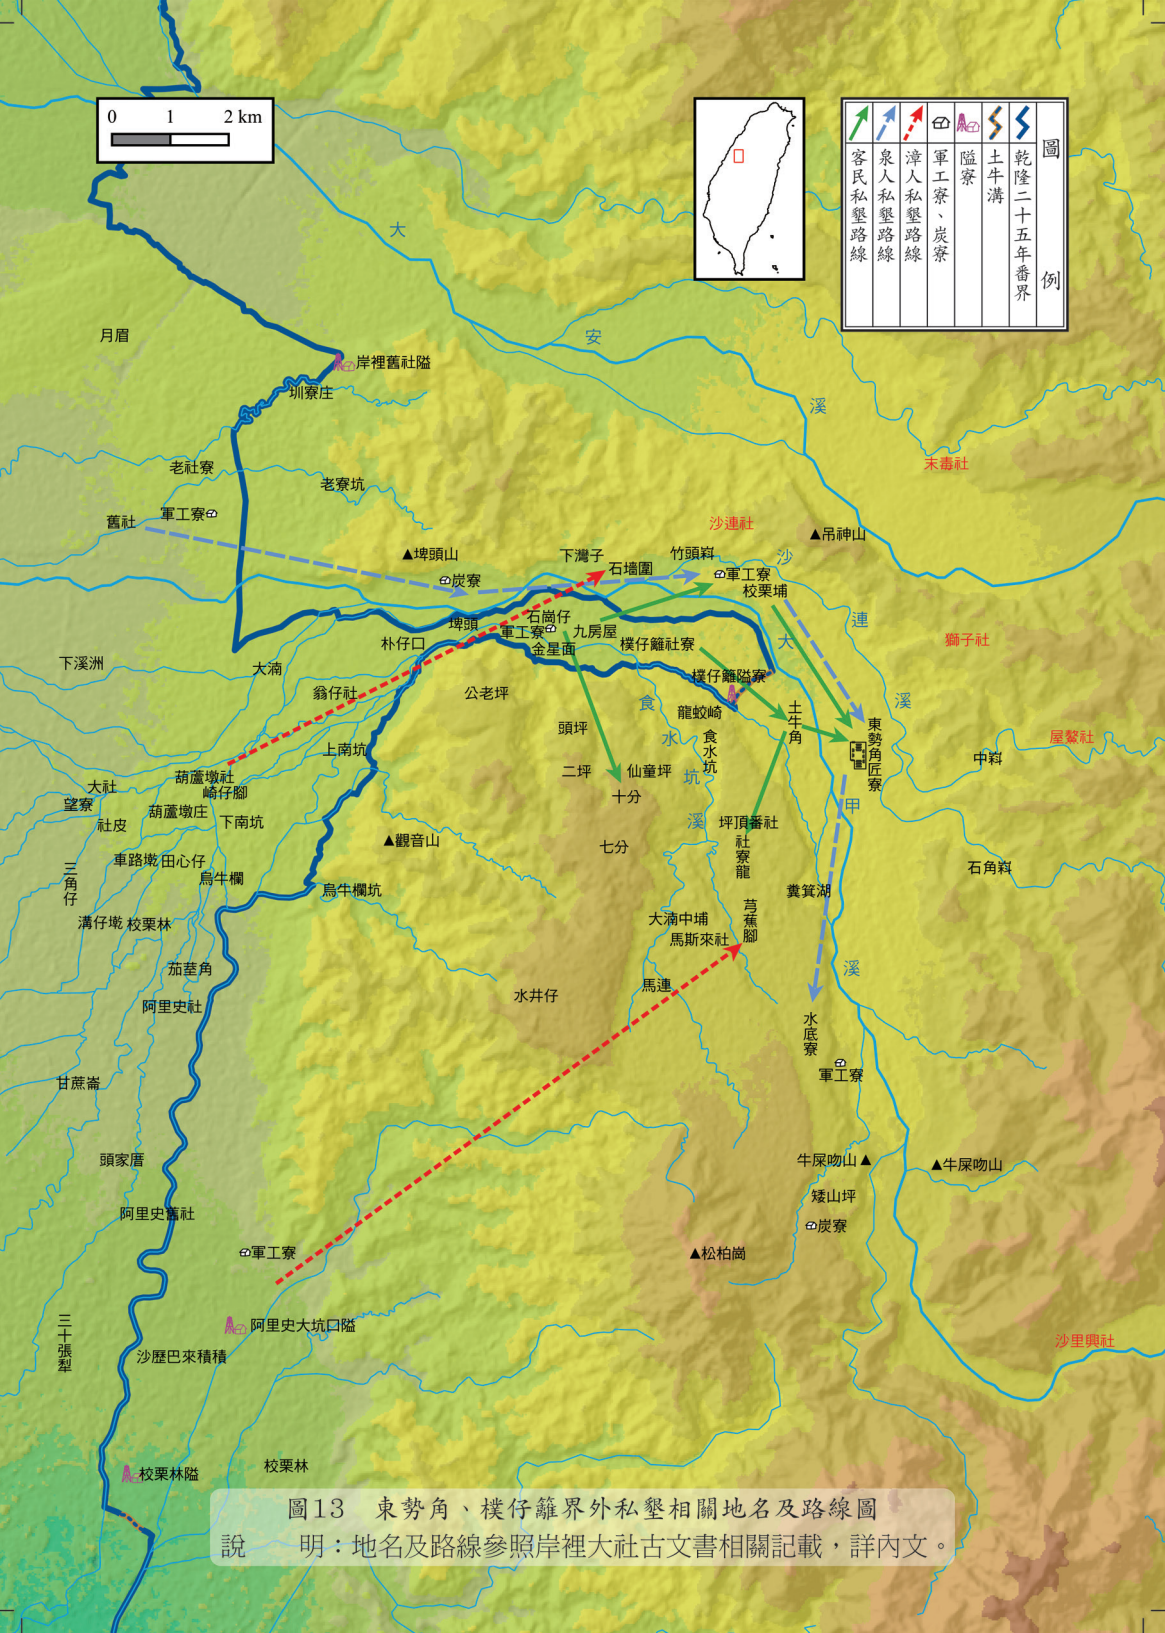 0 1 2 km
圖例
乾隆二十五年番界
土牛溝
隘寮
軍工寮、炭寮
漳人私墾路線
泉人私墾路線
客民私墾路線
大
安
溪
月眉
岸裡舊社隘
圳寮庄
末毒社
老社寮
老寮坑
舊社
軍工寮
沙連社
▲吊神山
▲埤頭山
下灣子
竹頭嵙
沙
石墻圍
炭寮
軍工寮
校栗埔
連
石崗仔
埤頭
軍工寮
九房屋
朴仔口
金星面
樸仔籬社寮
大
獅子社
下溪洲
大湳
樸仔籬隘寮
翁仔社
公老坪
食
龍蛟崎
土牛角
溪
頭坪
水
食水坑
東勢角匠寮
屋鏊社
上南坑
中嵙
葫蘆墩社
二坪
仙童坪
坑
大社
崎仔腳
十分
望寮
甲
葫蘆墩庄
社皮
下南坑
溪
坪頂番社
▲觀音山
七分
社寮龍
車路墘
田心仔
三角仔
烏牛欄
石角嵙
烏牛欄坑
糞箕湖
芎蕉腳
溝仔墘
校栗林
大湳中埔
馬斯來社
茄荎角
溪
馬連
水井仔
阿里史社
水底寮
甘蔗崙
軍工寮
頭家厝
牛屎吻山▲
▲牛屎吻山
矮山坪
阿里史舊社
炭寮
軍工寮
▲松柏崗
阿里史大坑口隘
三十張犁
沙里興社
沙歷巴來積積
校栗林
校栗林隘
圖13 東勢角、樸仔籬界外私墾相關地名及路線圖
說 明：地名及路線參照岸裡大社古文書相關記載，詳內文。